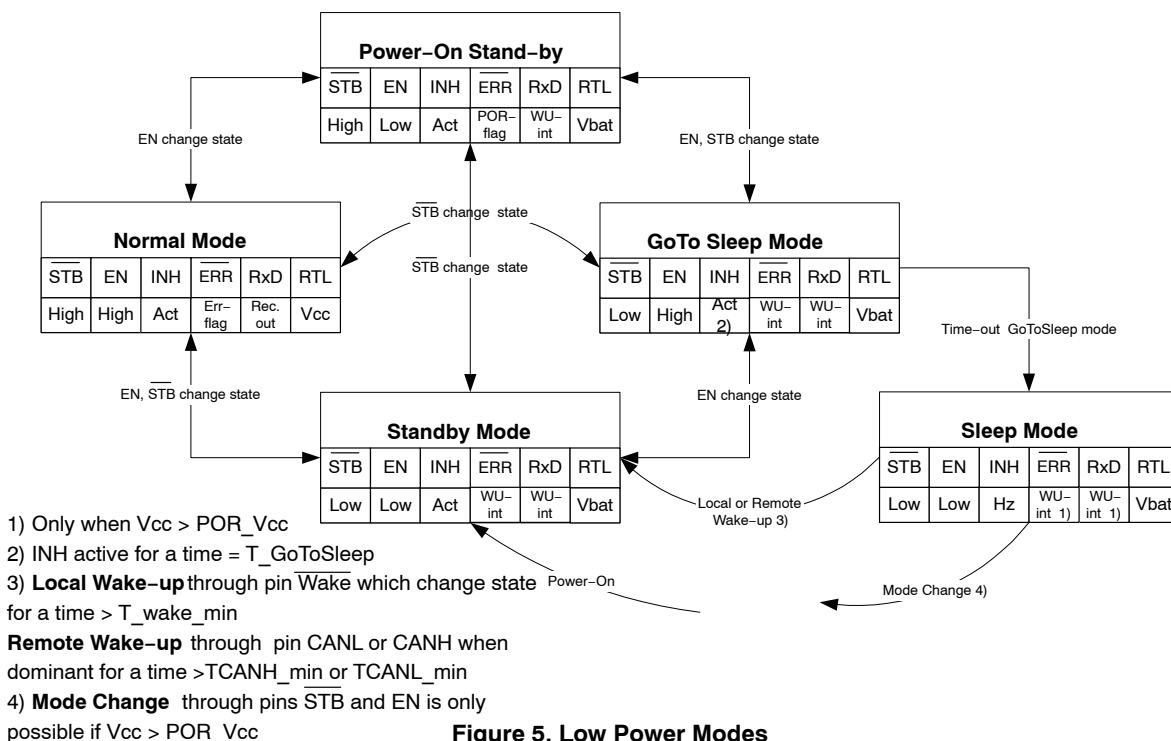 Power−On Stand−by
STB EN INH ERR RxD RTL
High Low Act POR−flag WU−int Vbat
EN change state
EN, STB change state
STB change state
Normal Mode
STB EN INH ERR RxD RTL
High High Act Err−flag Rec. out Vcc
STB change state
GoTo Sleep Mode
STB EN INH ERR RxD RTL
Low High Act 2) WU−int WU−int Vbat
Time−out GoToSleep mode
EN, STB change state
EN change state
Standby Mode
STB EN INH ERR RxD RTL
Low Low Act WU−int WU−int Vbat
Sleep Mode
STB EN INH ERR RxD RTL
Low Low Hz WU−int 1) WU−int 1) Vbat
Local or Remote
Wake−up 3)
Power−On
Mode Change 4)
1) Only when Vcc > POR_Vcc
2) INH active for a time = T_GoToSleep
3) Local Wake−up through pin Wake which change state
for a time > T_wake_min
Remote Wake−up through pin CANL or CANH when
dominant for a time >TCANH_min or TCANL_min
4) Mode Change through pins STB and EN is only
possible if Vcc > POR_Vcc
Figure 5. Low Power Modes